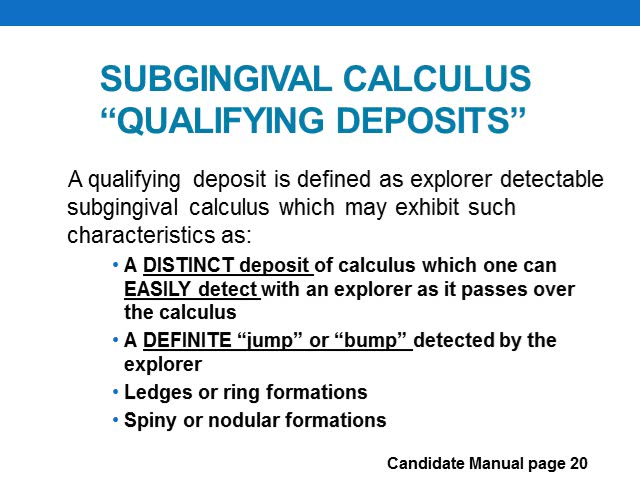 SUBGINGIVAL CALCULUS
“QUALIFYING DEPOSITS”
A qualifying deposit is defined as explorer detectable
subgingival calculus which may exhibit such
characteristics as:
• A DISTINCT deposit of calculus which one can
EASILY detect with an explorer as it passes over
the calculus
• A DEFINITE “jump” or “bump” detected by the
explorer
• Ledges or ring formations
• Spiny or nodular formations
Candidate Manual page 20